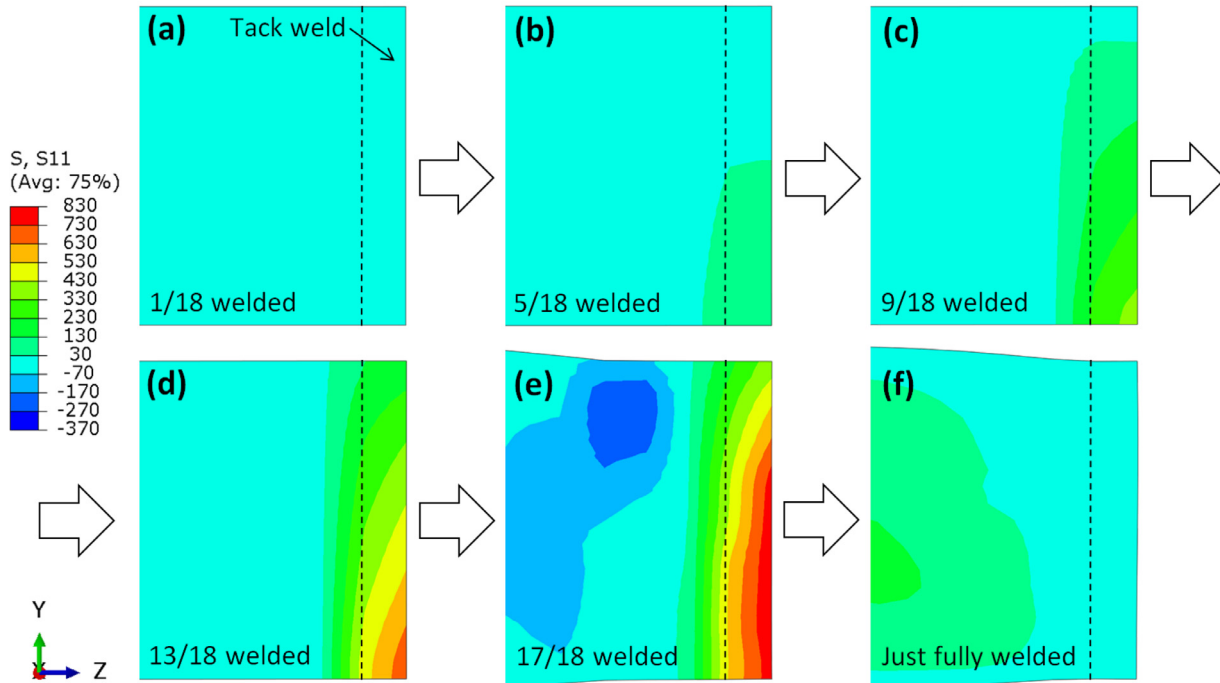 (a)
Tack weld
1/18 welded
(b)
5/18 welded
(c)
9/18 welded
S, S11
(Avg: 75%)
830
730
630
530
430
330
230
130
30
-70
-170
-270
-370
(d)
13/18 welded
(e)
17/18 welded
(f)
Just fully welded
Y
X
Z